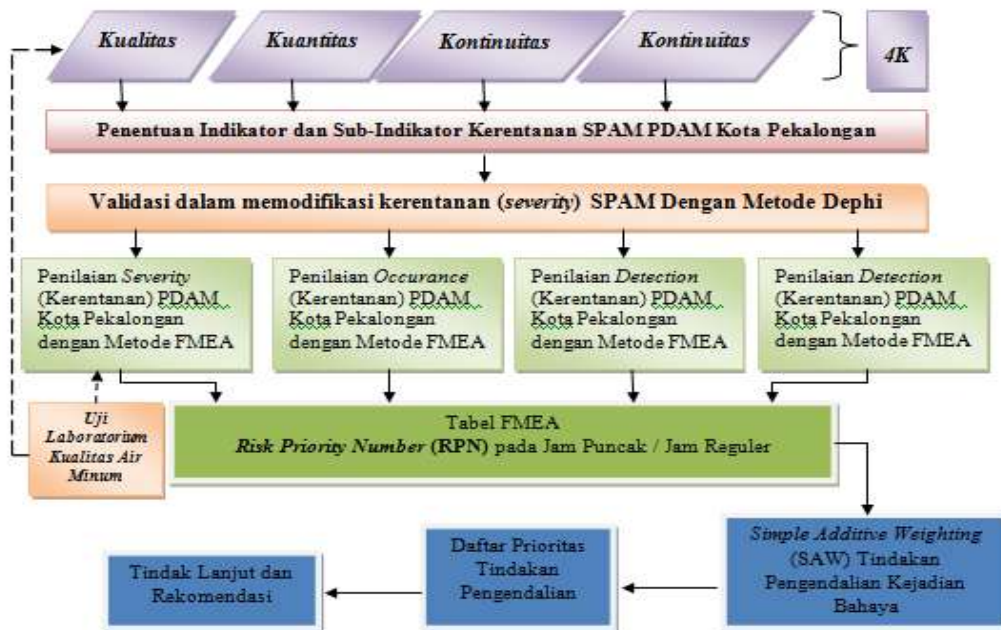 Kualitas
Kuantitas
Kontinuitas
Kontinuitas
4K
Penentuan Indikator dan Sub-Indikator Kerentanan SPAM PDAM Kota Pekalongan
Validasi dalam memodifikasi kerentanan (severity) SPAM Dengan Metode Dephi
Penilaian Severity
(Kerentanan) PDAM
Kota Pekalongan
dengan Metode FMEA
Penilaian Occurance
(Kerentanan) PDAM
Kota Pekalongan
dengan Metode FMEA
Penilaian Detection
(Kerentanan) PDAM
Kota Pekalongan
dengan Metode FMEA
Penilaian Detection
(Kerentanan) PDAM
Kota Pekalongan
dengan Metode FMEA
Uji
Laboratorium
Kualitas Air
Minum
Tabel FMEA
Risk Priority Number (RPN) pada Jam Puncak / Jam Reguler
Simple Additive Weighting
(SAW) Tindakan
Pengendalian Kejadian
Bahaya
Daftar Prioritas
Tindakan
Pengendalian
Tindak Lanjut dan
Rekomendasi